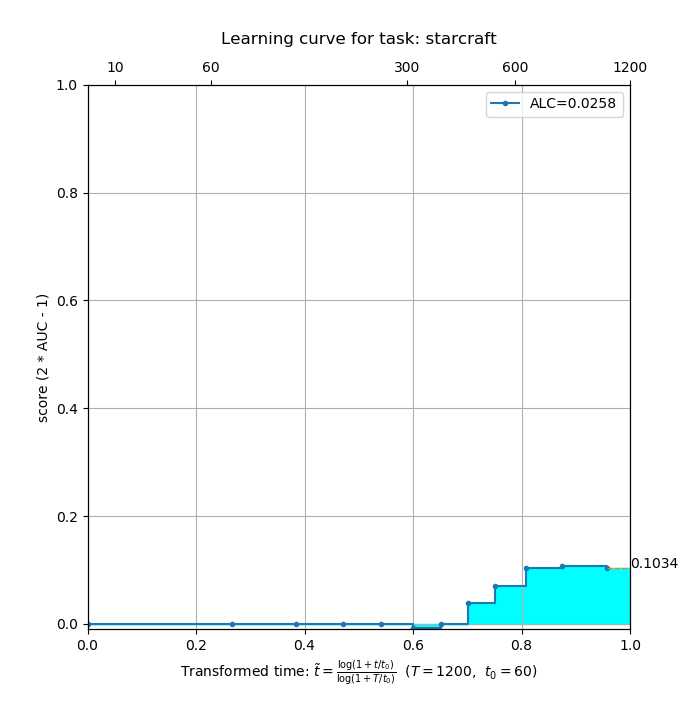 Learning curve for task: starcraft
10 60 300 600 1200
ALC=0.0258
1.0
0.8
0.6
0.4
0.2
0.0
score (2 * AUC - 1)
0.1034
0.0 0.2 0.4 0.6 0.8 1.0
Transformed time: t̃ = log(1 + t/t₀) / log(1 + T/t₀) (T = 1200, t₀ = 60)